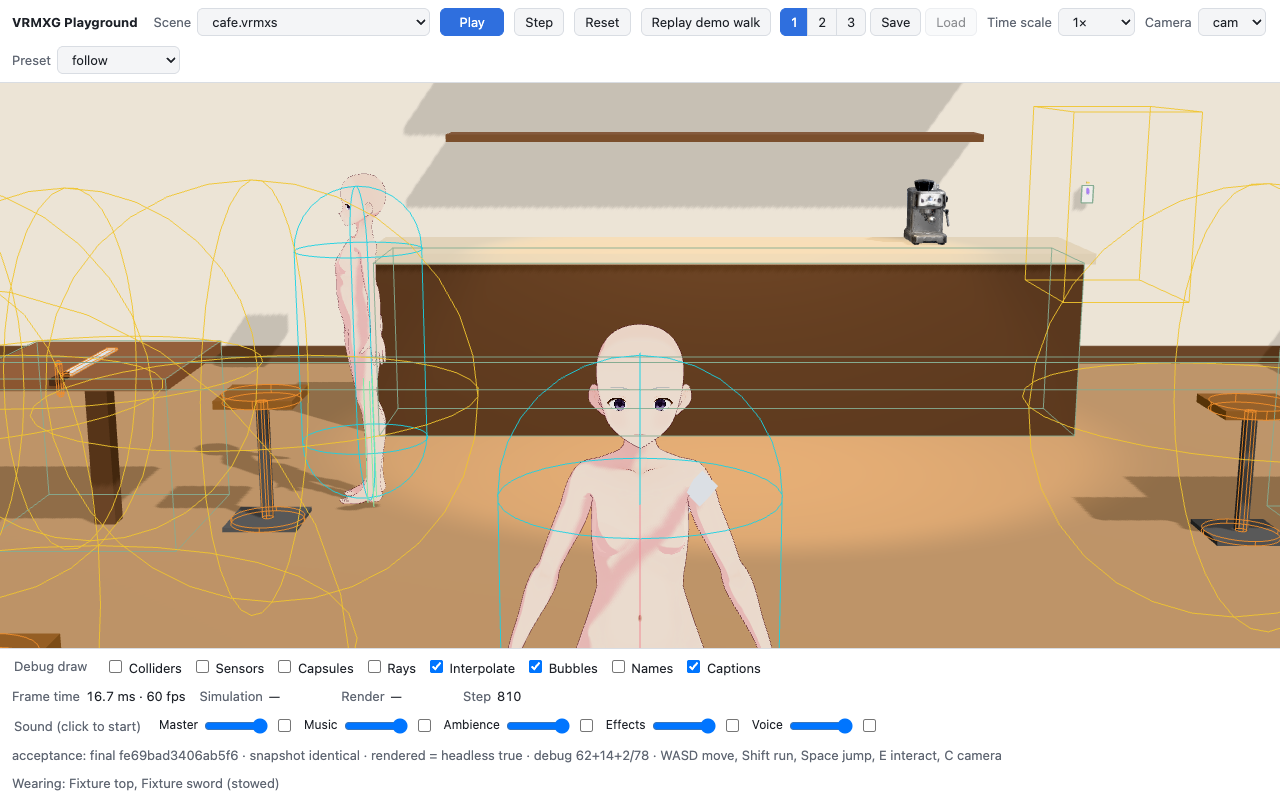 VRMXG Playground Scene cafe.vrmxs Play Step Reset Replay demo walk 1 2 3 Save Load Time scale 1× Camera cam
Preset follow
Debug draw Colliders Sensors Capsules Rays Interpolate Bubbles Names Captions
Frame time 16.7 ms · 60 fps Simulation — Render — Step 810
Sound (click to start) Master Music Ambience Effects Voice
acceptance: final fe69bad3406ab5f6 · snapshot identical · rendered = headless true · debug 62+14+2/78 · WASD move, Shift run, Space jump, E interact, C camera
Wearing: Fixture top, Fixture sword (stowed)